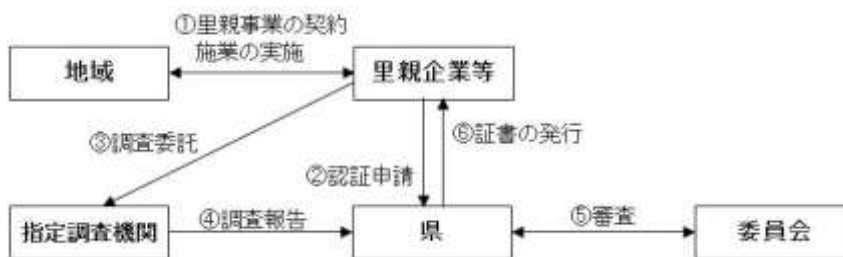 ①里親事業の契約
施業の実施
地域
里親企業等
③調査委託
⑥証書の発行
②認証申請
指定調査機関
④調査報告
県
⑤審査
委員会